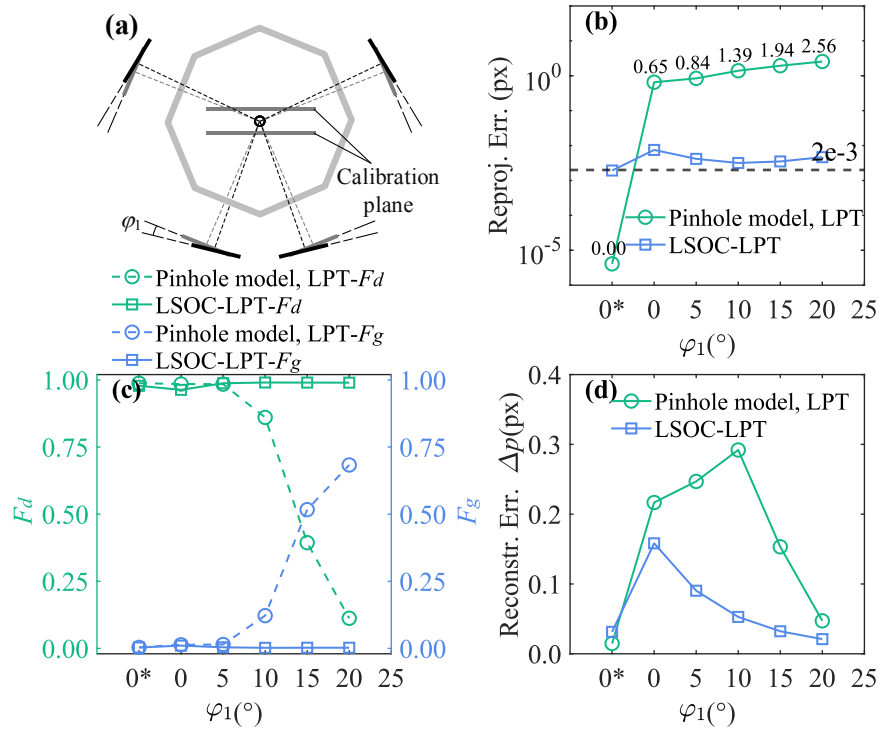 (a)
Calibration
plane
φ₁
(b)
Reproj. Err. (px)
10⁰
10⁻⁵
0.65 0.84 1.39 1.94 2.56
2e-3
0.00
Pinhole model, LPT
LSOC-LPT
0* 0 5 10 15 20 25
φ₁(°)
Pinhole model, LPT-Fd
LSOC-LPT-Fd
Pinhole model, LPT-Fg
LSOC-LPT-Fg
(c)
Fd
1.00
0.75
0.50
0.25
0.00
Fg
1.00
0.75
0.50
0.25
0.00
0* 0 5 10 15 20 25
φ₁(°)
(d)
Reconstr. Err. Δp(px)
0.4
0.3
0.2
0.1
0.0
Pinhole model, LPT
LSOC-LPT
0* 0 5 10 15 20 25
φ₁(°)